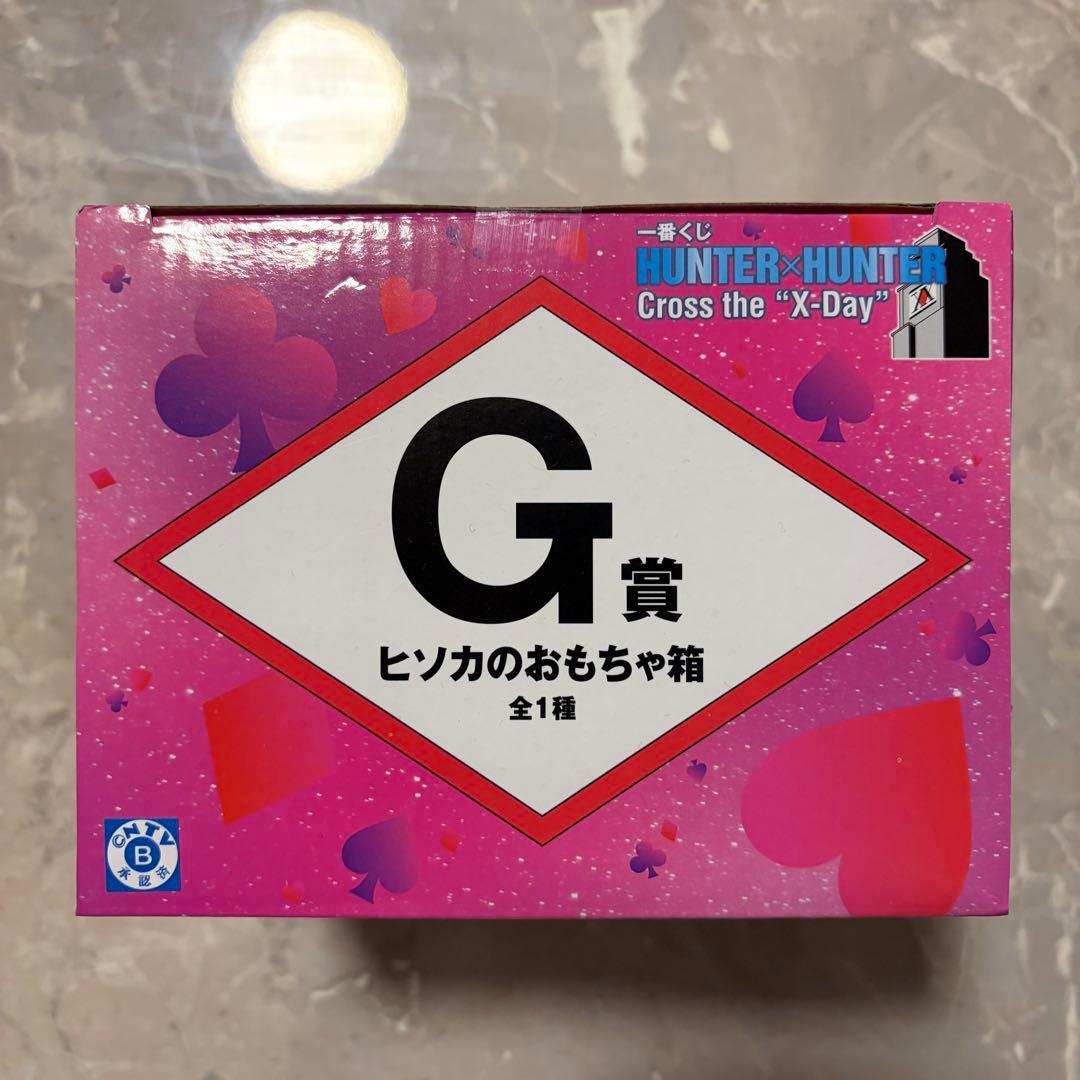 一番くじ
HUNTER×HUNTER
Cross the “X-Day”
G賞
ヒソカのおもちゃ箱
全1種
©NTV
B
承認済